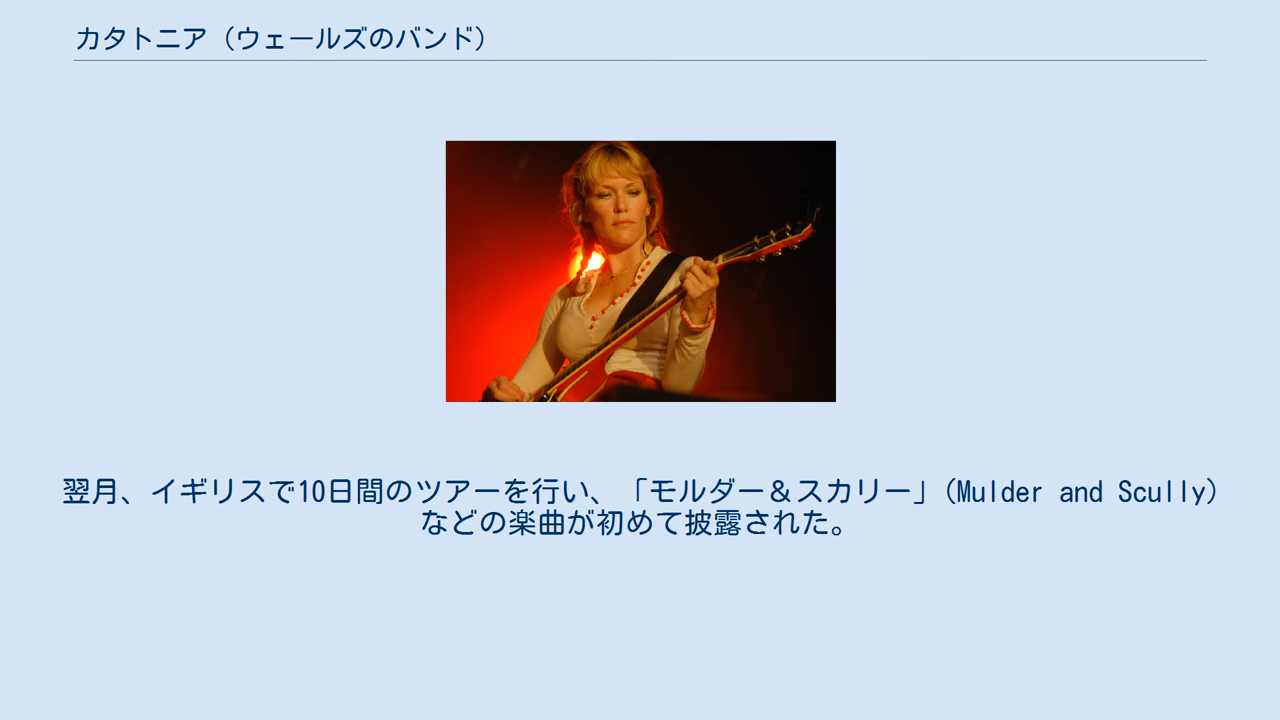 カタトニア（ウェールズのバンド）
翌月、イギリスで10日間のツアーを行い、「モルダー＆スカリー」（Mulder and Scully）
などの楽曲が初めて披露された。